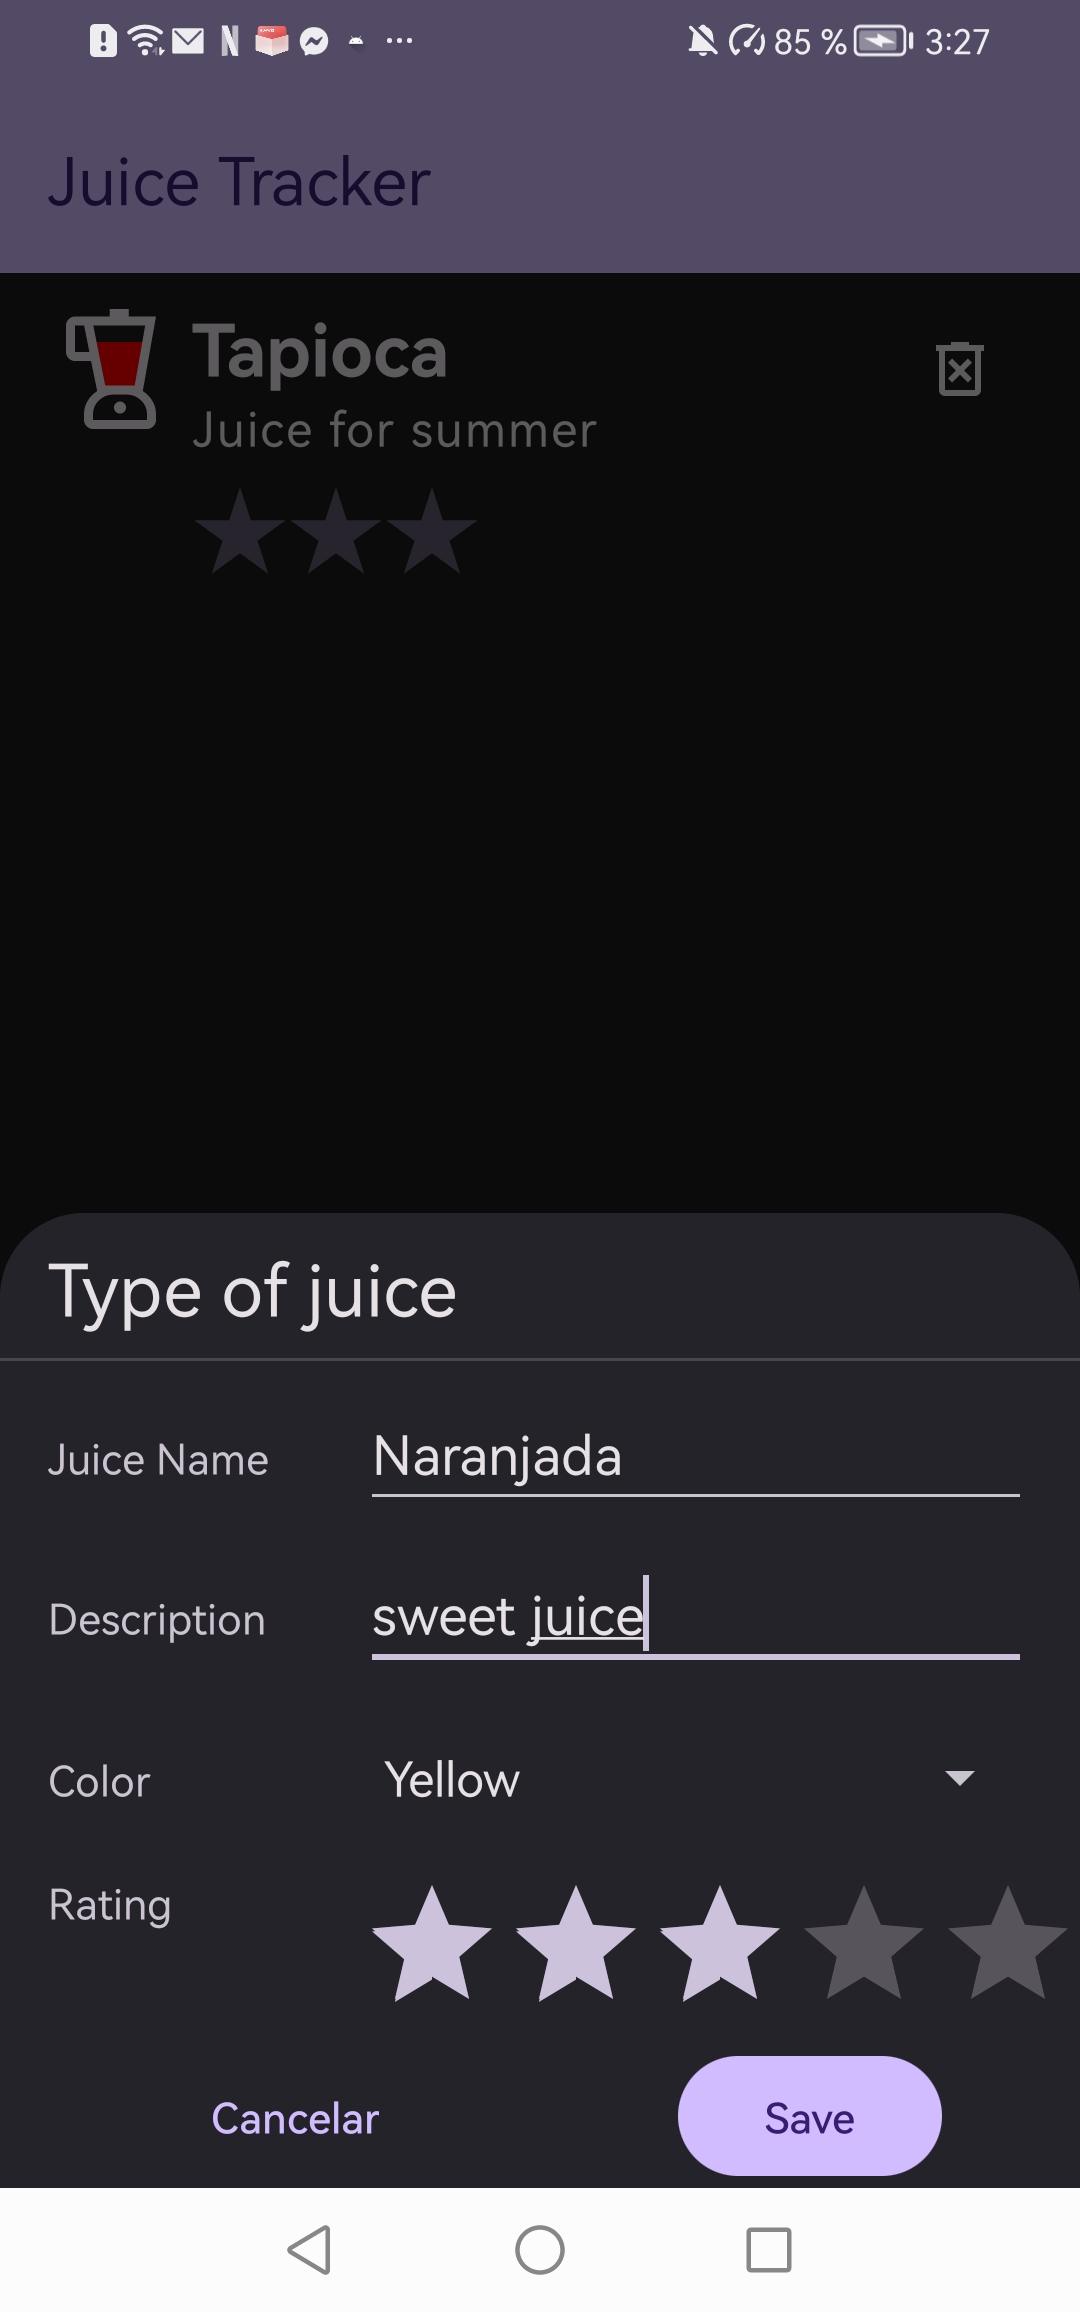 85 % 3:27
Juice Tracker
Tapioca
Juice for summer
Type of juice
Juice Name Naranjada
Description sweet juice
Color Yellow
Rating
Cancelar Save